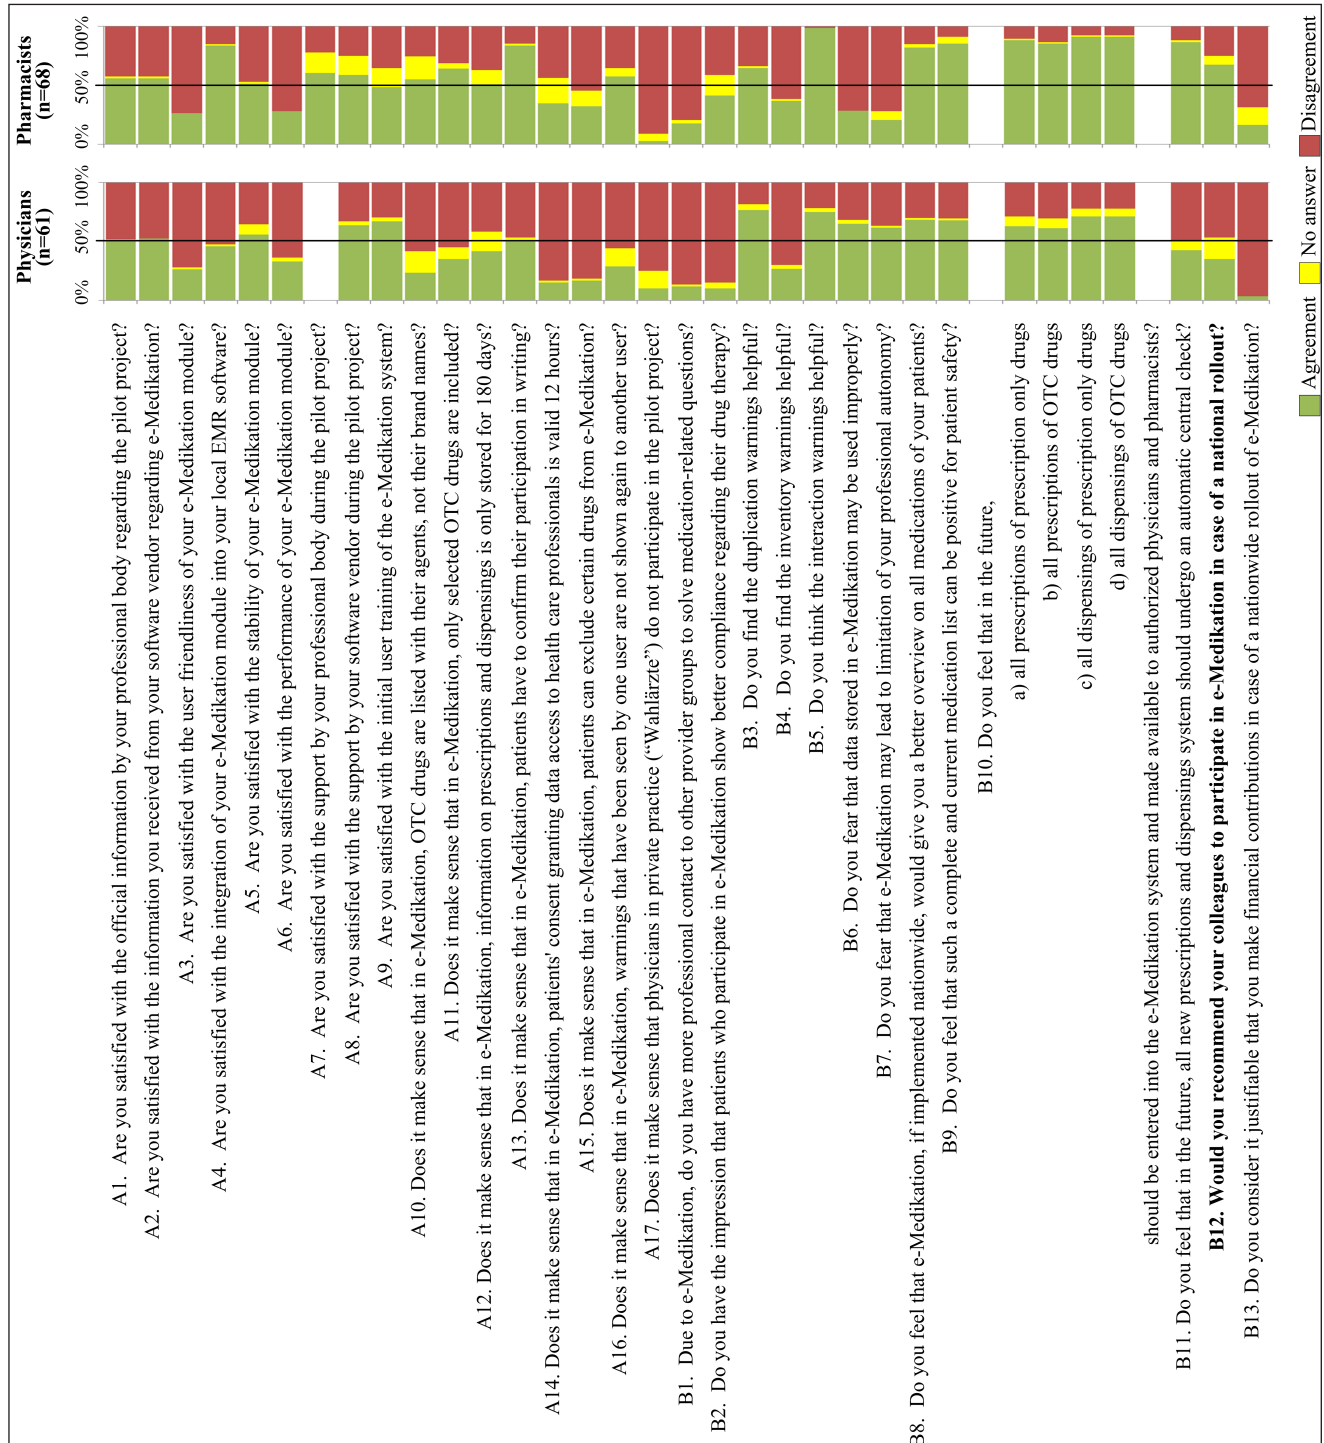 Physicians
(n=61)
Pharmacists
(n=68)
0%
50%
100%
0%
50%
100%
A1. Are you satisfied with the official information by your professional body regarding the pilot project?
A2. Are you satisfied with the information you received from your software vendor regarding e-Medikation?
A3. Are you satisfied with the user friendliness of your e-Medikation module?
A4. Are you satisfied with the integration of your e-Medikation module into your local EMR software?
A5. Are you satisfied with the stability of your e-Medikation module?
A6. Are you satisfied with the performance of your e-Medikation module?
A7. Are you satisfied with the support by your professional body during the pilot project?
A8. Are you satisfied with the support by your software vendor during the pilot project?
A9. Are you satisfied with the initial user training of the e-Medikation system?
A10. Does it make sense that in e-Medikation, OTC drugs are listed with their agents, not their brand names?
A11. Does it make sense that in e-Medikation, only selected OTC drugs are included?
A12. Does it make sense that in e-Medikation, information on prescriptions and dispensings is only stored for 180 days?
A13. Does it make sense that in e-Medikation, patients have to confirm their participation in writing?
A14. Does it make sense that in e-Medikation, patients' consent granting data access to health care professionals is valid 12 hours?
A15. Does it make sense that in e-Medikation, patients can exclude certain drugs from e-Medikation?
A16. Does it make sense that in e-Medikation, warnings that have been seen by one user are not shown again to another user?
A17. Does it make sense that physicians in private practice (“Wahlärzte”) do not participate in the pilot project?
B1. Due to e-Medikation, do you have more professional contact to other provider groups to solve medication-related questions?
B2. Do you have the impression that patients who participate in e-Medikation show better compliance regarding their drug therapy?
B3. Do you find the duplication warnings helpful?
B4. Do you find the inventory warnings helpful?
B5. Do you think the interaction warnings helpful?
B6. Do you fear that data stored in e-Medikation may be used improperly?
B7. Do you fear that e-Medikation may lead to limitation of your professional autonomy?
B8. Do you feel that e-Medikation, if implemented nationwide, would give you a better overview on all medications of your patients?
B9. Do you feel that such a complete and current medication list can be positive for patient safety?
B10. Do you feel that in the future,
a) all prescriptions of prescription only drugs
b) all prescriptions of OTC drugs
c) all dispensings of prescription only drugs
d) all dispensings of OTC drugs
should be entered into the e-Medikation system and made available to authorized physicians and pharmacists?
B11. Do you feel that in the future, all new prescriptions and dispensings system should undergo an automatic central check?
B12. Would you recommend your colleagues to participate in e-Medikation in case of a national rollout?
B13. Do you consider it justifiable that you make financial contributions in case of a nationwide rollout of e-Medikation?
Agreement
No answer
Disagreement